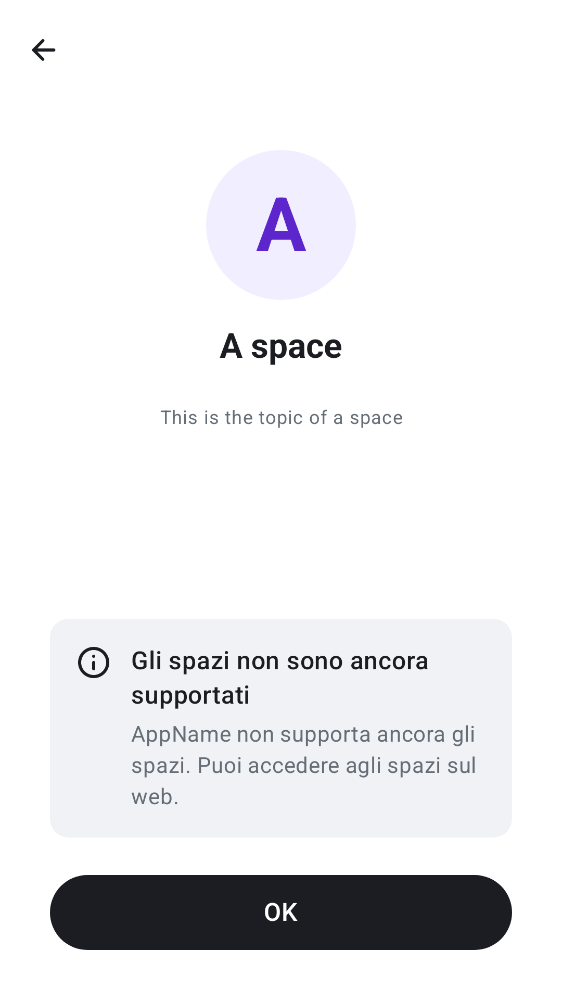 A
A space
This is the topic of a space
Gli spazi non sono ancora
supportati
AppName non supporta ancora gli
spazi. Puoi accedere agli spazi sul
web.
OK